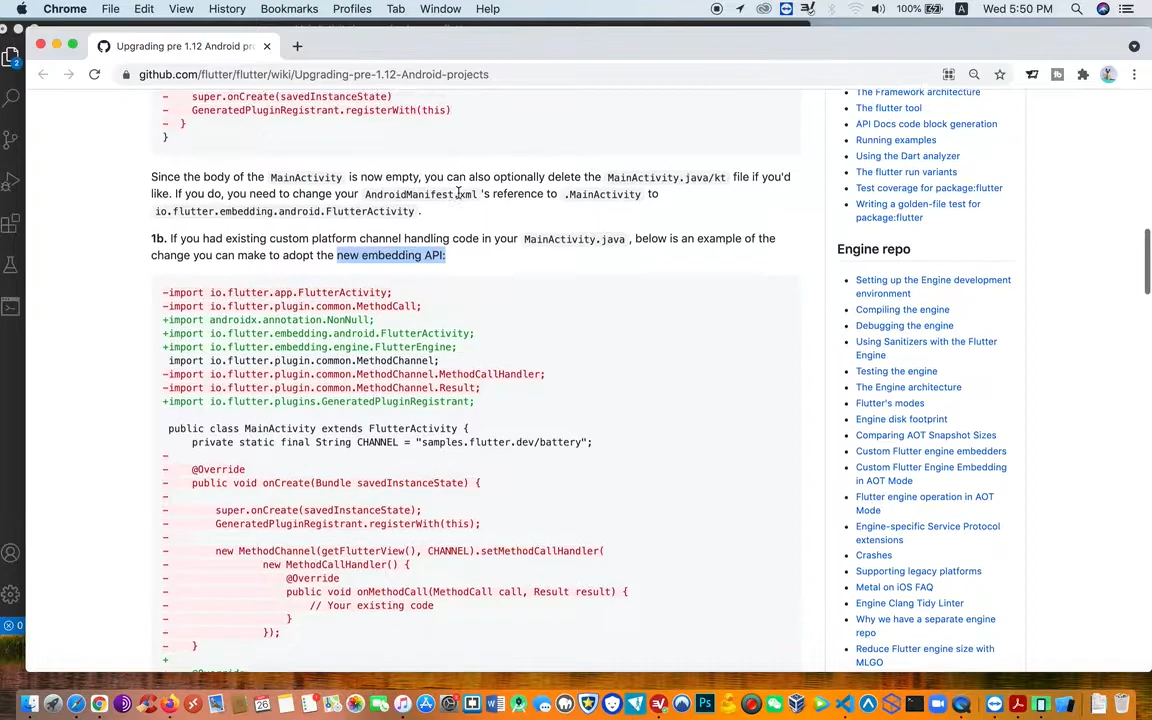 Chrome File Edit View History Bookmarks Profiles Tab Window Help 100% A Wed 5:50 PM
Upgrading pre 1.12 Android pr
github.com/flutter/flutter/wiki/Upgrading-pre-1.12-Android-projects
- super.onCreate(savedInstanceState)
- GeneratedPluginRegistrant.registerWith(this)
- }
}
Since the body of the MainActivity is now empty, you can also optionally delete the MainActivity.java/kt file if you'd
like. If you do, you need to change your AndroidManifest.xml 's reference to .MainActivity to
io.flutter.embedding.android.FlutterActivity .
1b. If you had existing custom platform channel handling code in your MainActivity.java , below is an example of the
change you can make to adopt the new embedding API:
-import io.flutter.app.FlutterActivity;
-import io.flutter.plugin.common.MethodCall;
+import androidx.annotation.NonNull;
+import io.flutter.embedding.android.FlutterActivity;
+import io.flutter.embedding.engine.FlutterEngine;
import io.flutter.plugin.common.MethodChannel;
-import io.flutter.plugin.common.MethodChannel.MethodCallHandler;
-import io.flutter.plugin.common.MethodChannel.Result;
+import io.flutter.plugins.GeneratedPluginRegistrant;
public class MainActivity extends FlutterActivity {
private static final String CHANNEL = "samples.flutter.dev/battery";
-
- @Override
- public void onCreate(Bundle savedInstanceState) {
-
- super.onCreate(savedInstanceState);
- GeneratedPluginRegistrant.registerWith(this);
-
- new MethodChannel(getFlutterView(), CHANNEL).setMethodCallHandler(
- new MethodCallHandler() {
- @Override
- public void onMethodCall(MethodCall call, Result result) {
- // Your existing code
- }
- });
- }
+
The Framework architecture
The flutter tool
API Docs code block generation
Running examples
Using the Dart analyzer
The flutter run variants
Test coverage for package:flutter
Writing a golden-file test for
package:flutter
Engine repo
Setting up the Engine development
environment
Compiling the engine
Debugging the engine
Using Sanitizers with the Flutter
Engine
Testing the engine
The Engine architecture
Flutter's modes
Engine disk footprint
Comparing AOT Snapshot Sizes
Custom Flutter engine embedders
Custom Flutter Engine Embedding
in AOT Mode
Flutter engine operation in AOT
Mode
Engine-specific Service Protocol
extensions
Crashes
Supporting legacy platforms
Metal on iOS FAQ
Engine Clang Tidy Linter
Why we have a separate engine
repo
Reduce Flutter engine size with
MLGO
2
0
26
Ps